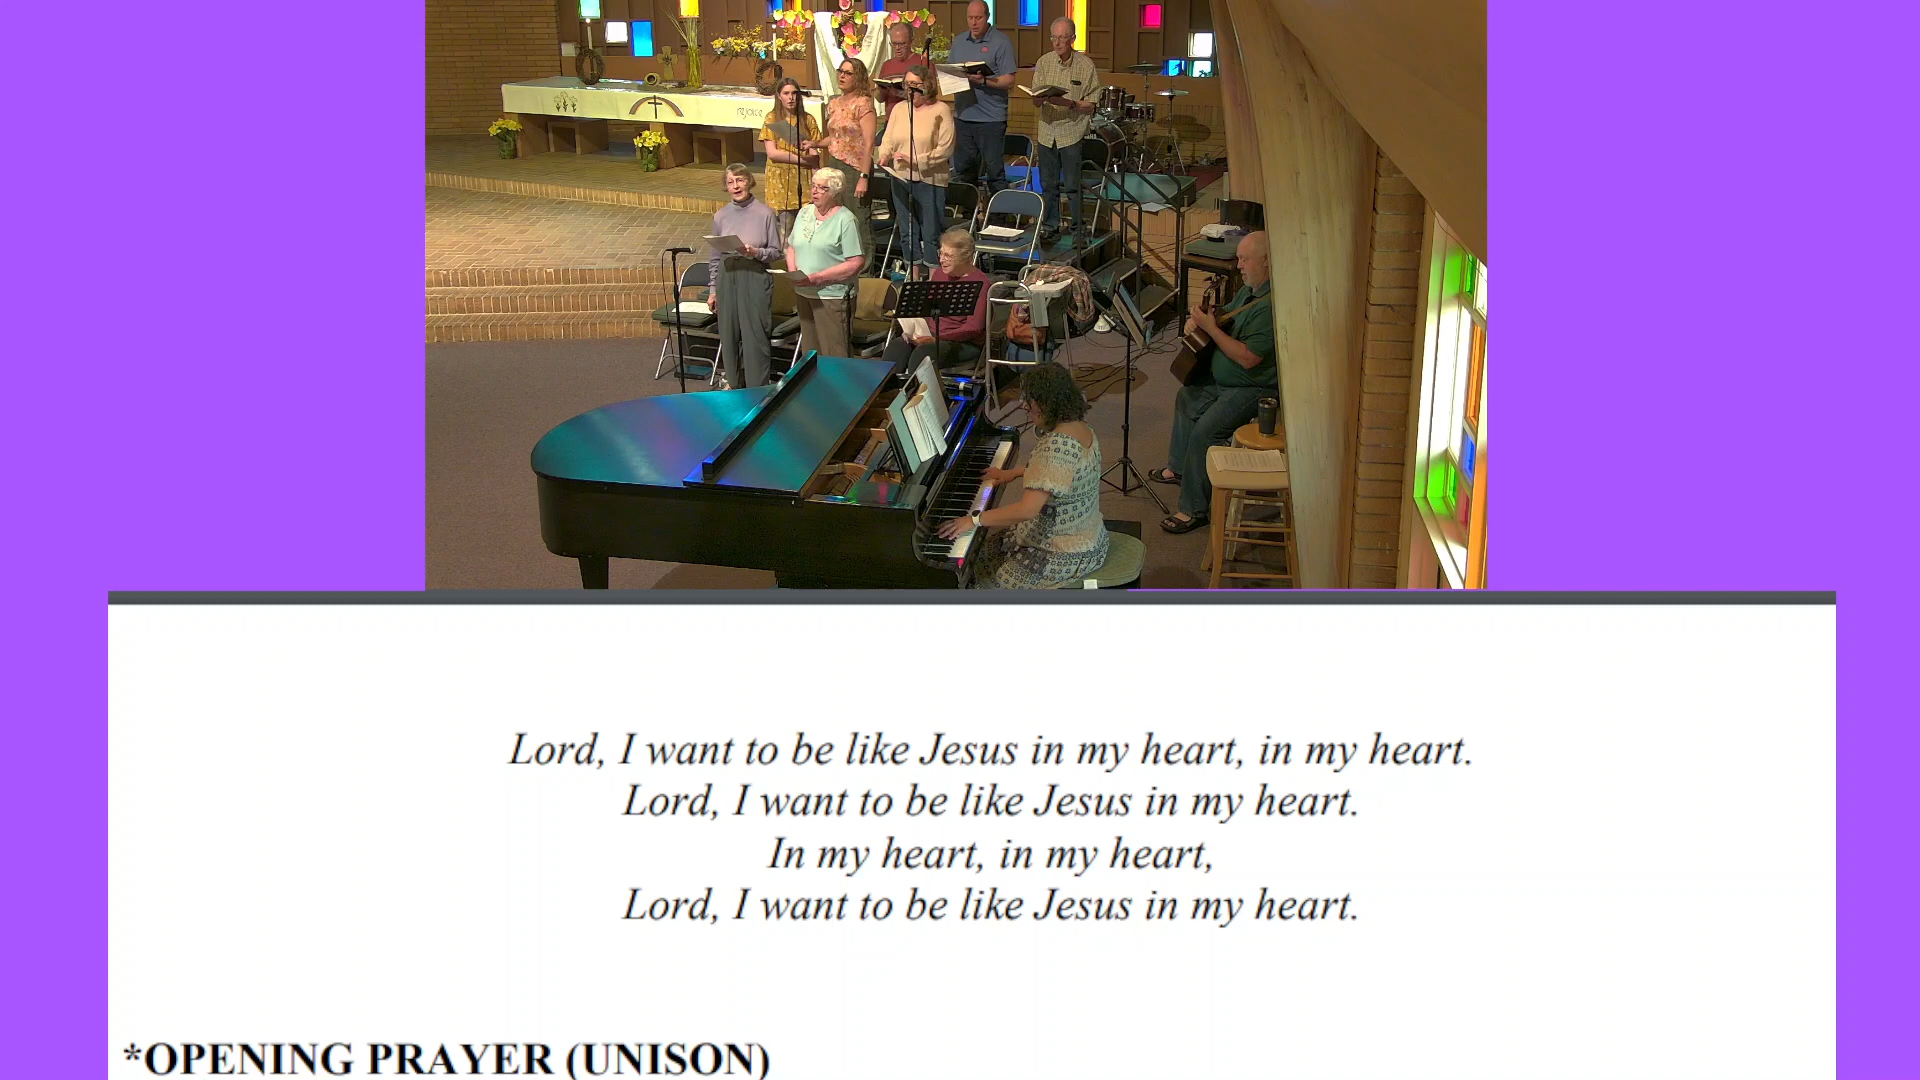 rejoice
Lord, I want to be like Jesus in my heart, in my heart.
Lord, I want to be like Jesus in my heart.
In my heart, in my heart,
Lord, I want to be like Jesus in my heart.
*OPENING PRAYER (UNISON)